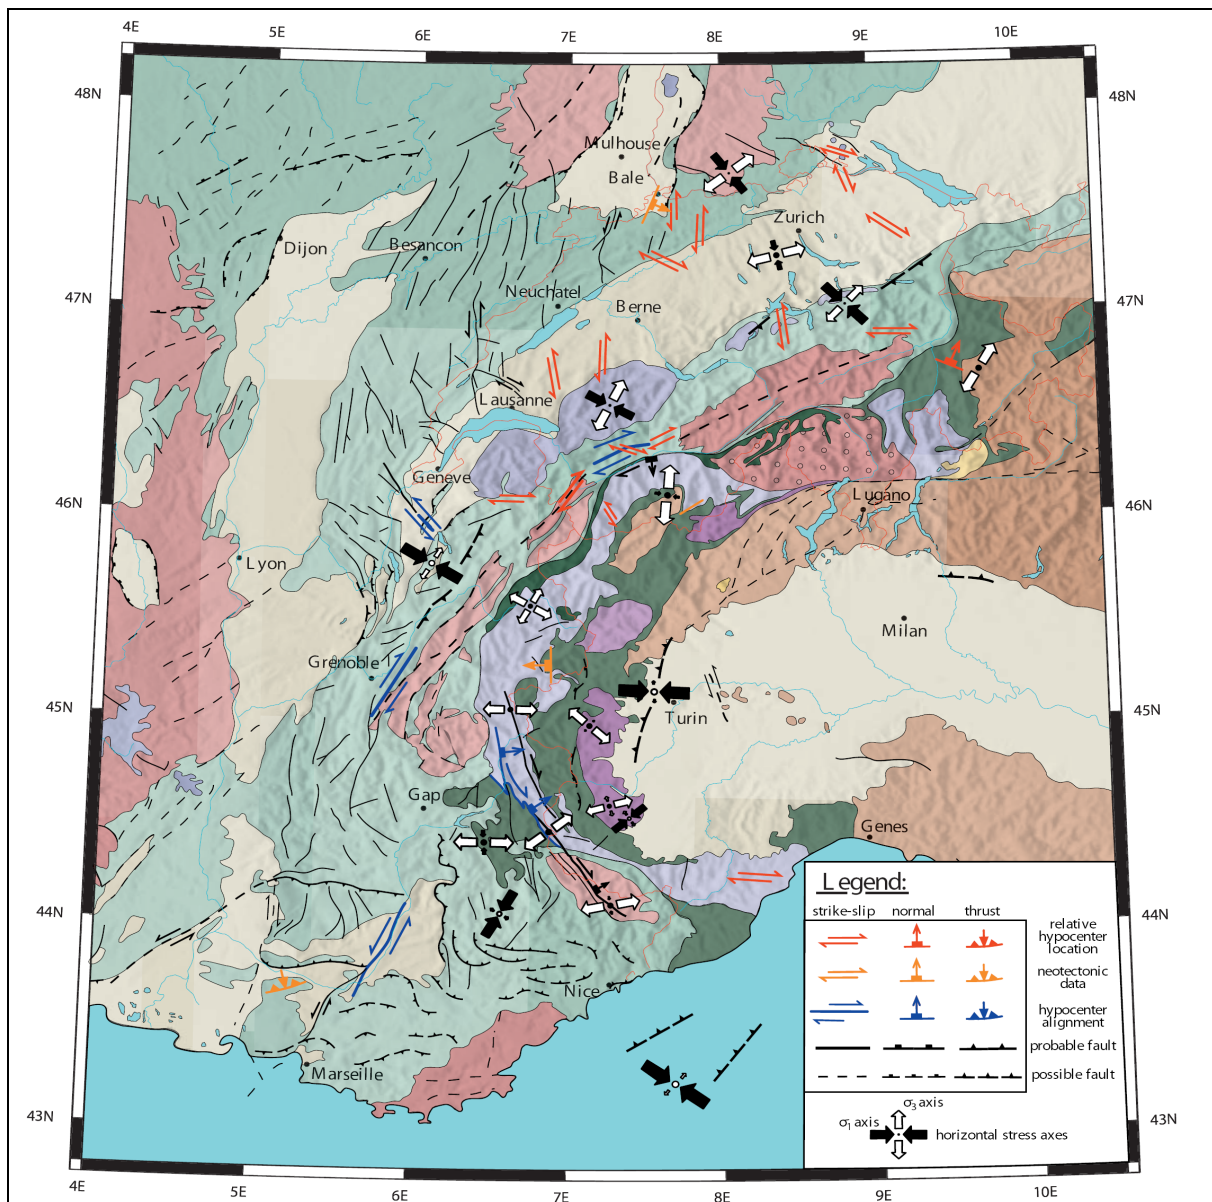 4E
5E
6E
7E
8E
9E
10E
48N
48N
Mulhouse
Bale
Zurich
Dijon
Besancon
47N
47N
Neuchatel
Berne
Lausanne
Geneve
46N
46N
Lugano
Lyon
Milan
Grenoble
45N
45N
Turin
Gap
Genes
44N
44N
Nice
Marseille
43N
43N
4E
5E
6E
7E
8E
9E
10E
Legend:
strike-slip normal thrust
relative
hypocenter
location
neotectonic
data
hypocenter
alignment
probable fault
possible fault
σ3 axis
σ1 axis
horizontal stress axes